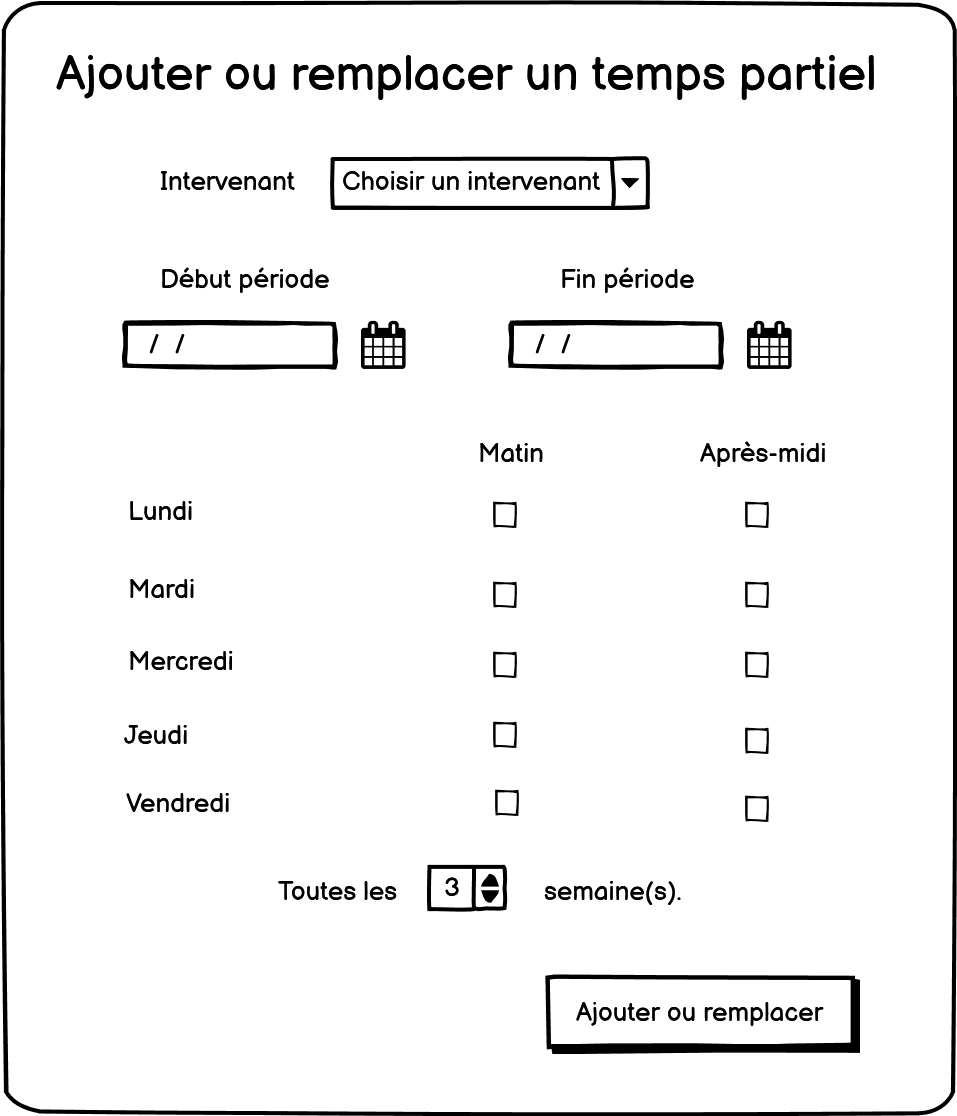 Ajouter ou remplacer un temps partiel
Intervenant Choisir un intervenant
Début période Fin période
/ / / /
Matin Après-midi
Lundi
Mardi
Mercredi
Jeudi
Vendredi
Toutes les 3 semaine(s).
Ajouter ou remplacer